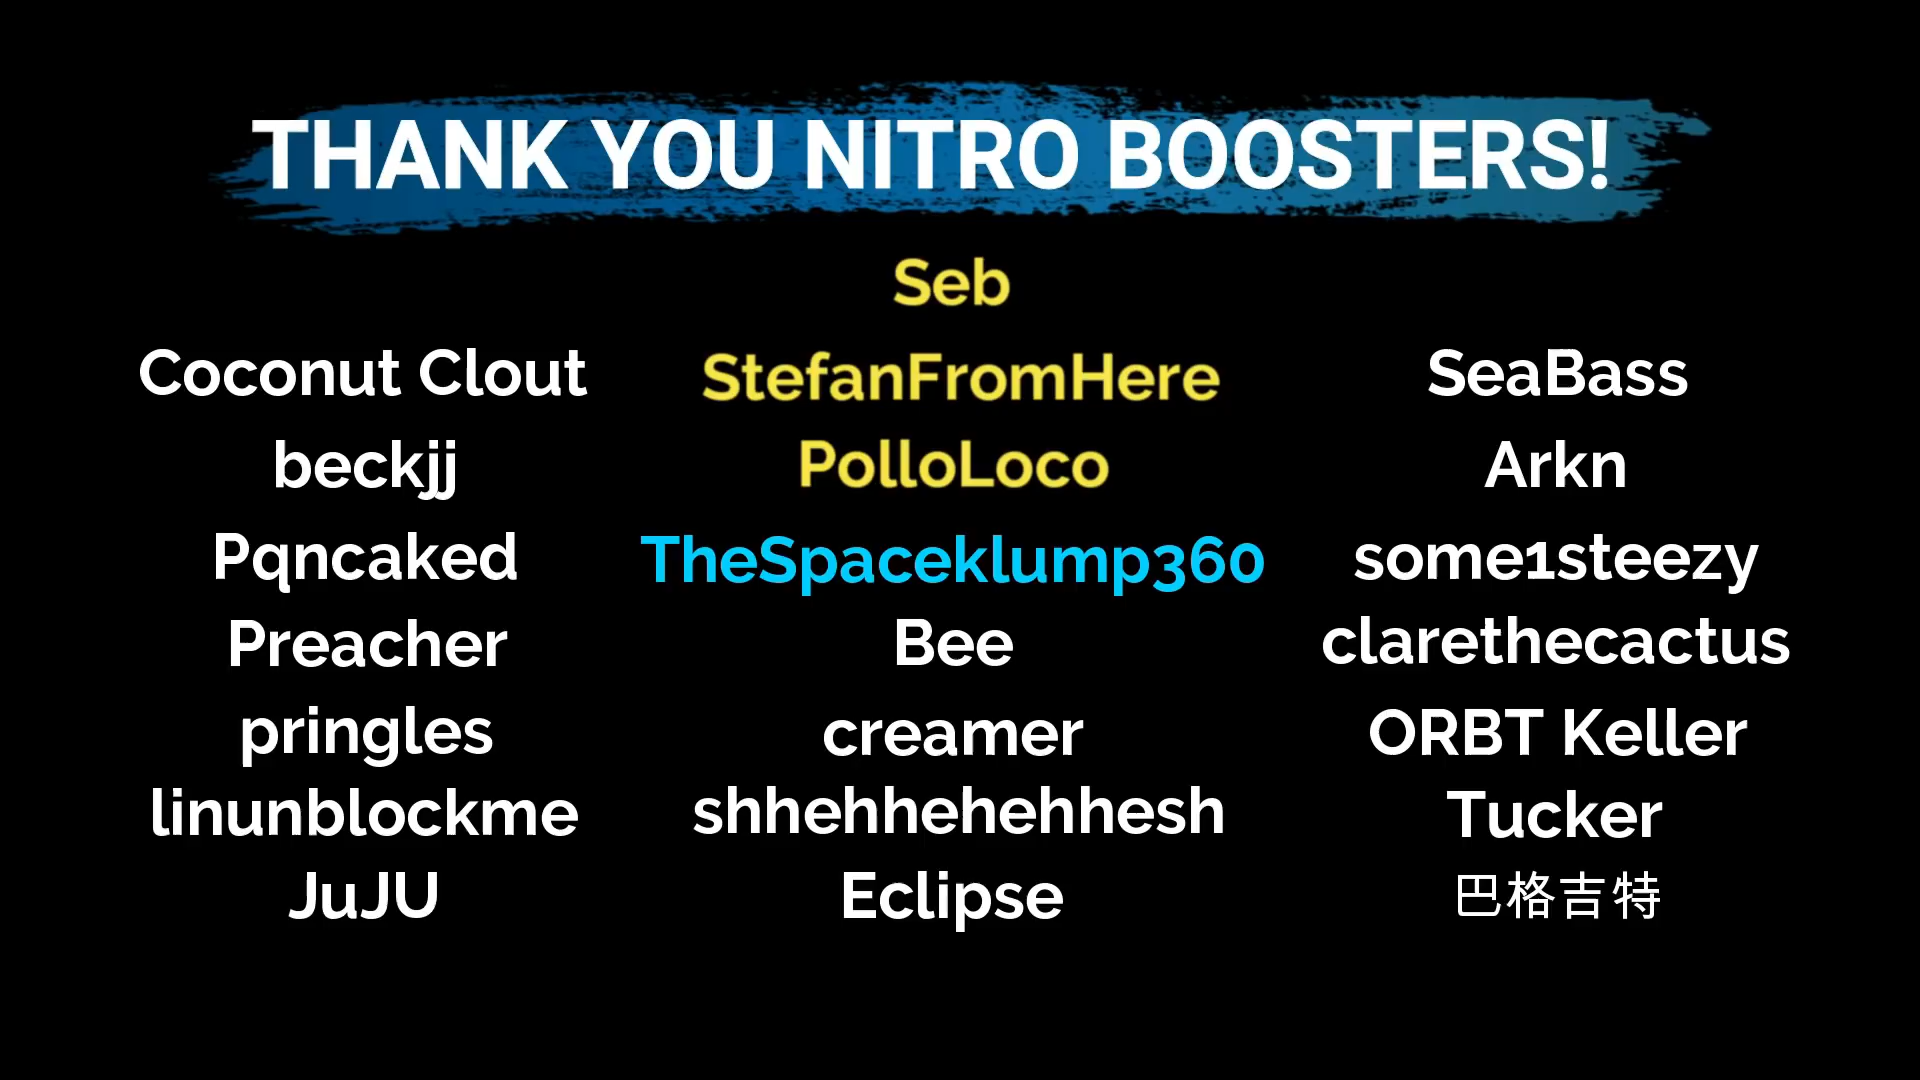 THANK YOU NITRO BOOSTERS!
Seb
Coconut Clout
StefanFromHere
SeaBass
beckjj
PolloLoco
Arkn
Pqncaked
TheSpaceklump360
some1steezy
Preacher
Bee
clarethecactus
pringles
creamer
ORBT Keller
linunblockme
shhehhehehhesh
Tucker
JuJU
Eclipse
巴格吉特